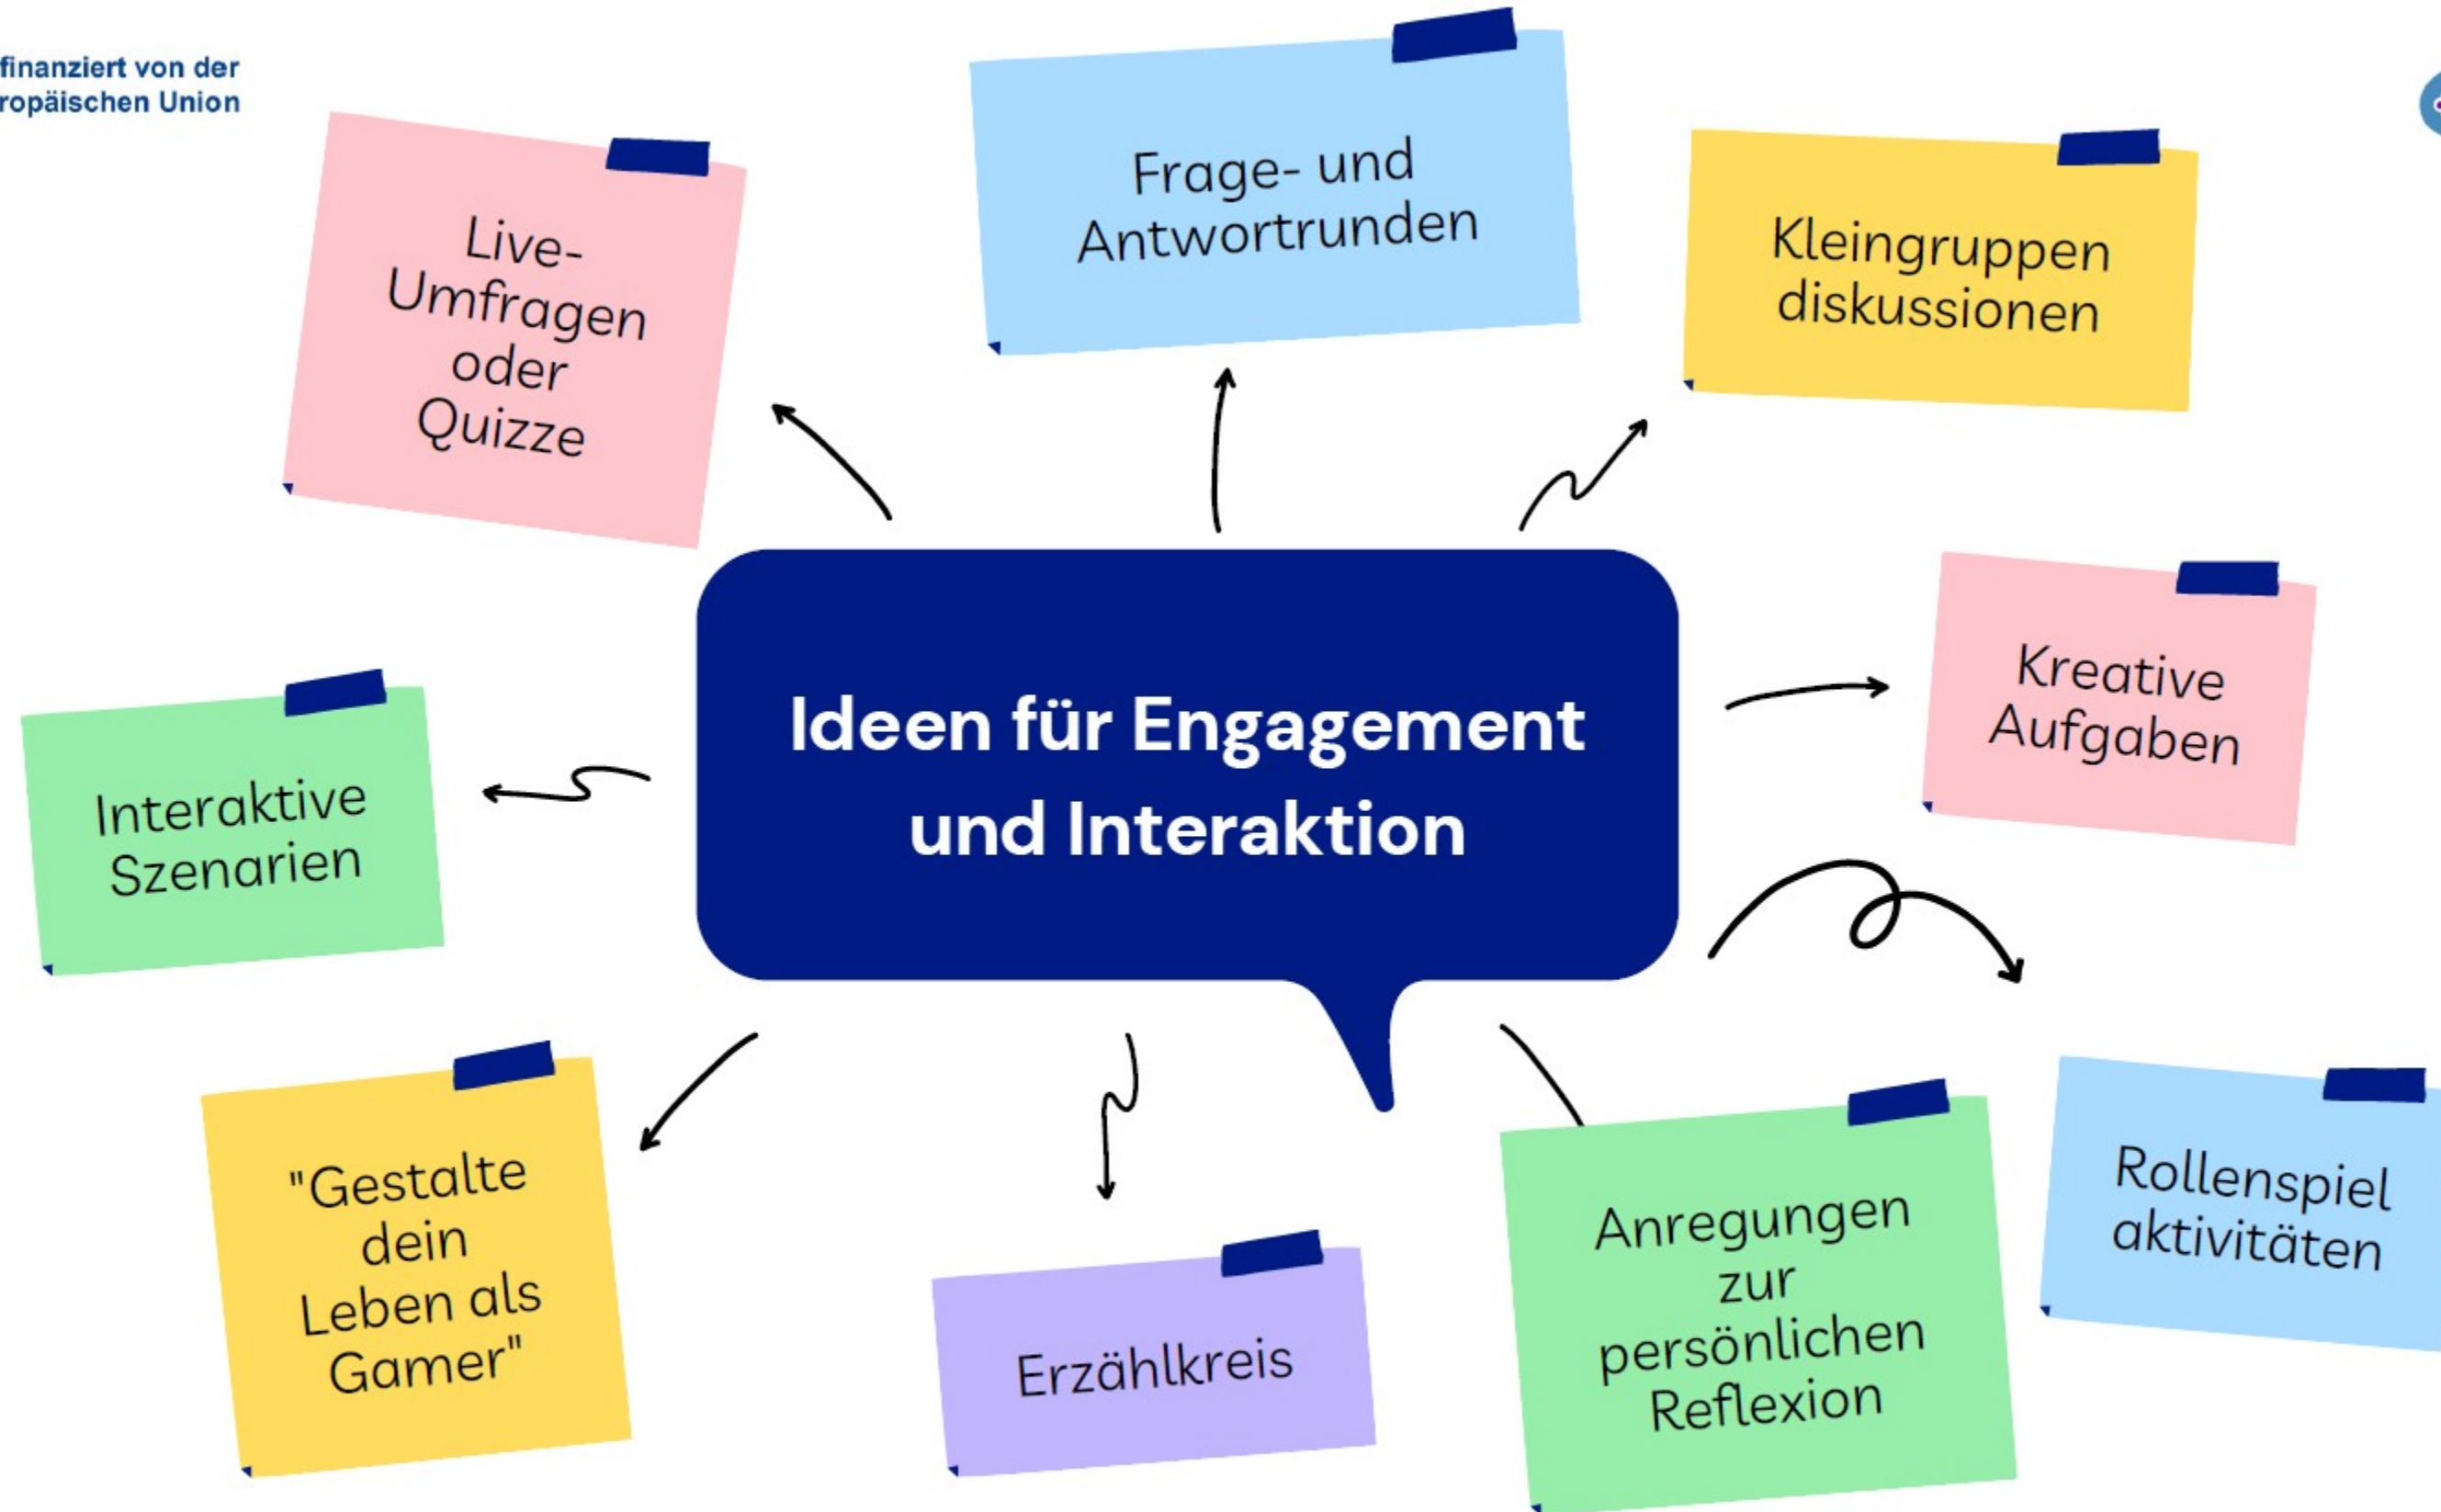 finanziert von der
ropäischen Union
Live-
Umfragen
oder
Quizze
Frage- und
Antwortrunden
Kleingruppen
diskussionen
Ideen für Engagement
und Interaktion
Kreative
Aufgaben
Interaktive
Szenarien
"Gestalte
dein
Leben als
Gamer"
Erzählkreis
Anregungen
zur
persönlichen
Reflexion
Rollenspiel
aktivitäten